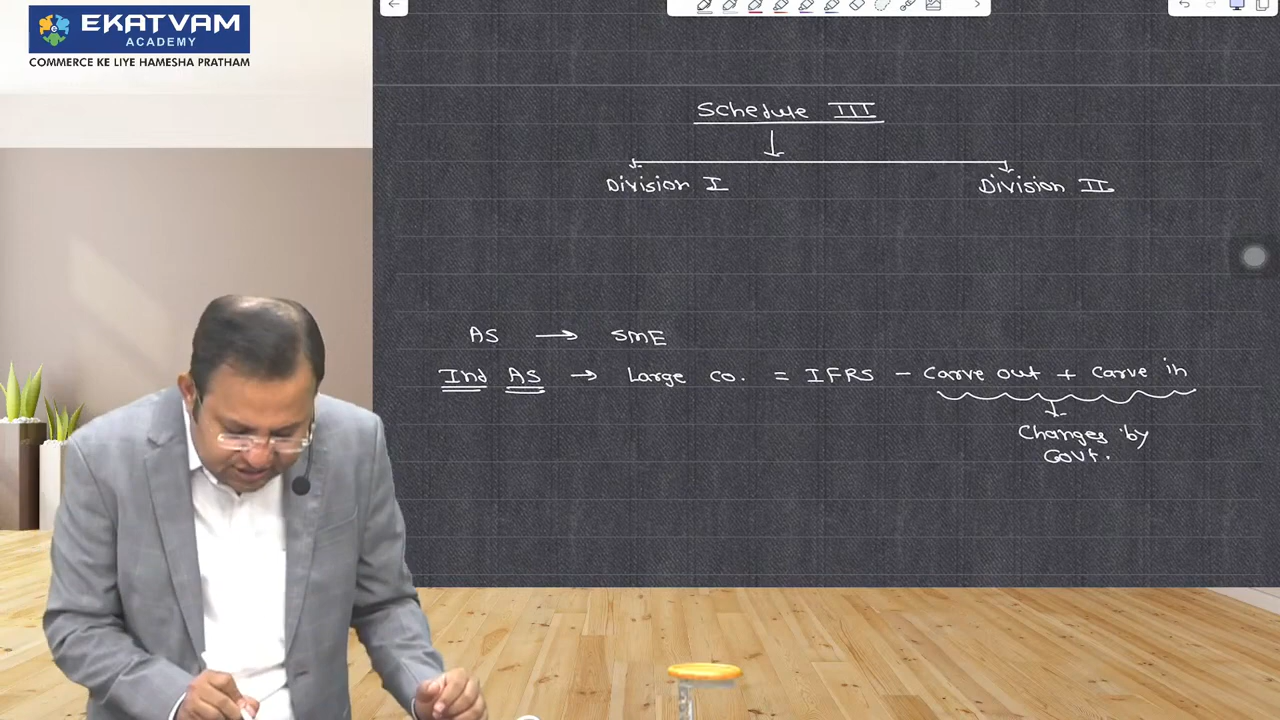 EKATVAM
ACADEMY
COMMERCE KE LIYE HAMESHA PRATHAM
Schedule III
Division I Division II
AS → SME
Ind AS → Large co. = IFRS - Carve out + Carve in
Changes by
Govt.